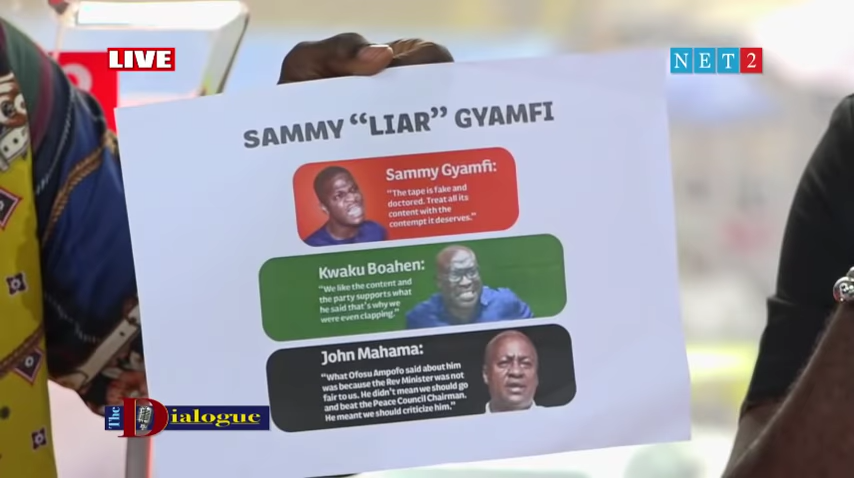 LIVE
NET2
SAMMY “LIAR” GYAMFI
Sammy Gyamfi:
“The tape is fake and
doctored. Treat all its
content with the
contempt it deserves.”
Kwaku Boahen:
“We like the content and
the party supports what
he said that's why we
were even clapping.”
John Mahama:
“What Ofosu Ampofo said about him
was because the Rev Minister was not
fair to us. He didn't mean we should go
and beat the Peace Council Chairman.
He meant we should criticize him.”
The Dialogue